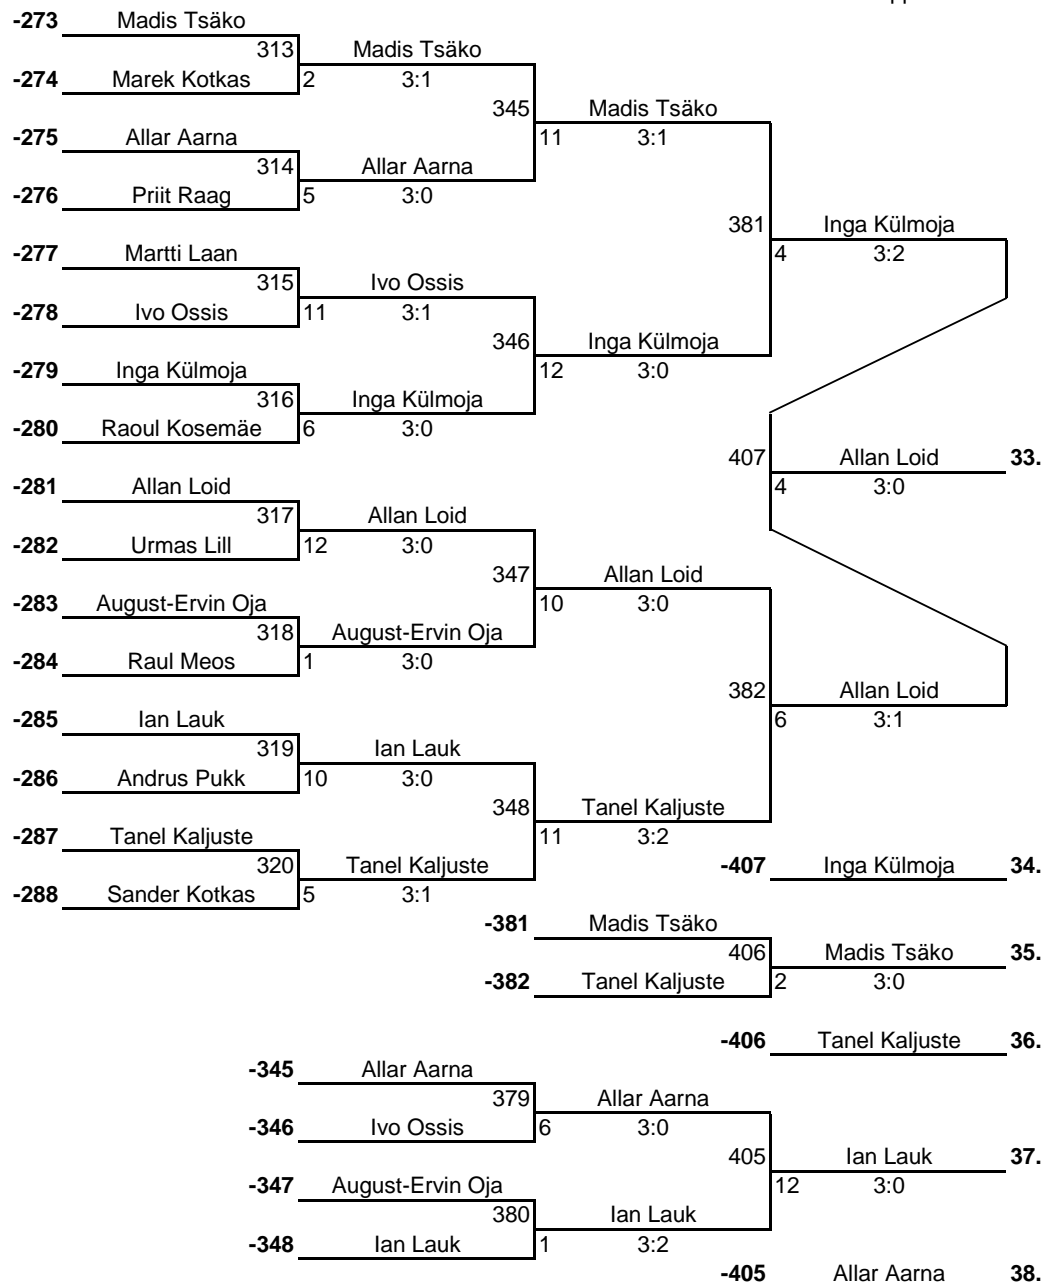 -273 Madis Tsäko
313 Madis Tsäko
-274 Marek Kotkas 2 3:1
345 Madis Tsäko
-275 Allar Aarna 11 3:1
314 Allar Aarna
-276 Priit Raag 5 3:0
381 Inga Külmoja
-277 Martti Laan 4 3:2
315 Ivo Ossis
-278 Ivo Ossis 11 3:1
346 Inga Külmoja
-279 Inga Külmoja 12 3:0
316 Inga Külmoja
-280 Raoul Kosemäe 6 3:0
407 Allan Loid 33.
-281 Allan Loid 4 3:0
317 Allan Loid
-282 Urmas Lill 12 3:0
347 Allan Loid
-283 August-Ervin Oja 10 3:0
318 August-Ervin Oja
-284 Raul Meos 1 3:0
382 Allan Loid
-285 Ian Lauk 6 3:1
319 Ian Lauk
-286 Andrus Pukk 10 3:0
348 Tanel Kaljuste
-287 Tanel Kaljuste 11 3:2
320 Tanel Kaljuste -407 Inga Külmoja 34.
-288 Sander Kotkas 5 3:1
-381 Madis Tsäko
406 Madis Tsäko 35.
-382 Tanel Kaljuste 2 3:0
-406 Tanel Kaljuste 36.
-345 Allar Aarna
379 Allar Aarna
-346 Ivo Ossis 6 3:0
405 Ian Lauk 37.
-347 August-Ervin Oja 12 3:0
380 Ian Lauk
-348 Ian Lauk 1 3:2
-405 Allar Aarna 38.